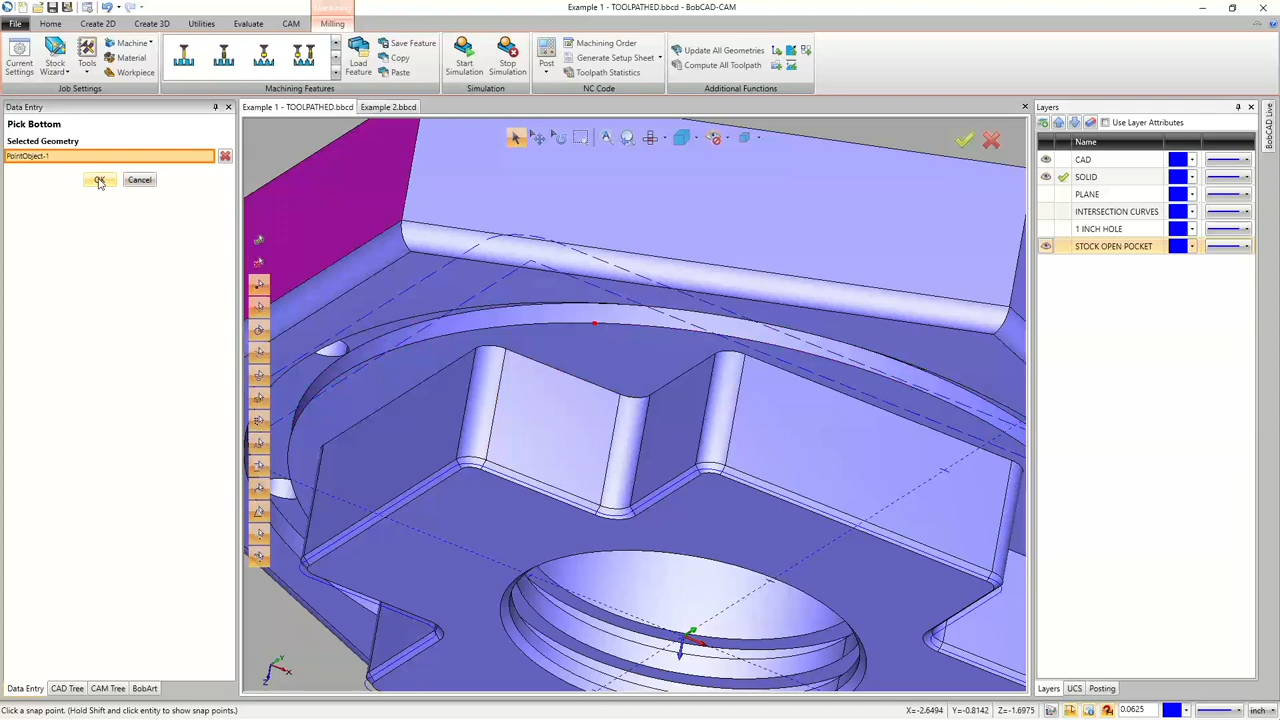 Machining
Example 1 - TOOLPATHED.bbcd - BobCAD-CAM
File
Home
Create 2D
Create 3D
Utilities
Evaluate
CAM
Milling
Current Settings
Stock Wizard
Tools
Machine
Material
Workpiece
Job Settings
Machining Features
Load Feature
Save Feature
Copy
Paste
Start Simulation
Stop Simulation
Simulation
Post
Machining Order
Generate Setup Sheet
Toolpath Statistics
NC Code
Update All Geometries
Compute All Toolpath
Additional Functions
Data Entry
Example 1 - TOOLPATHED.bbcd
Example 2.bbcd
Layers
Pick Bottom
Selected Geometry
PointObject-1
OK
Cancel
Use Layer Attributes
Name
CAD
SOLID
PLANE
INTERSECTION CURVES
1 INCH HOLE
STOCK OPEN POCKET
BobCAD Live
Y
X
Z
Data Entry
CAD Tree
CAM Tree
BobArt
Layers
UCS
Posting
Click a snap point. (Hold Shift and click entity to show snap points.)
X=-2.6494
Y=-0.8142
Z=-1.6975
0.0625
inch